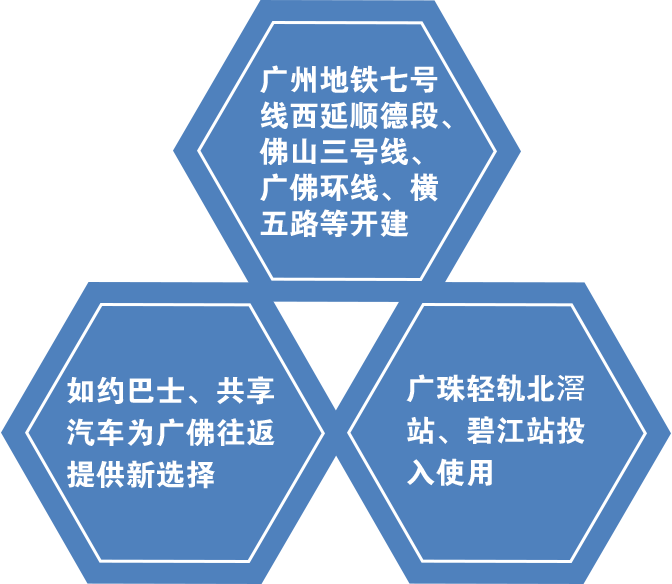 广州地铁七号
线西延顺德段、
佛山三号线、
广佛环线、横
五路等开建
如约巴士、共享
汽车为广佛往返
提供新选择
广珠轻轨北滘
站、碧江站投
入使用